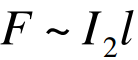 F ~ I₂l